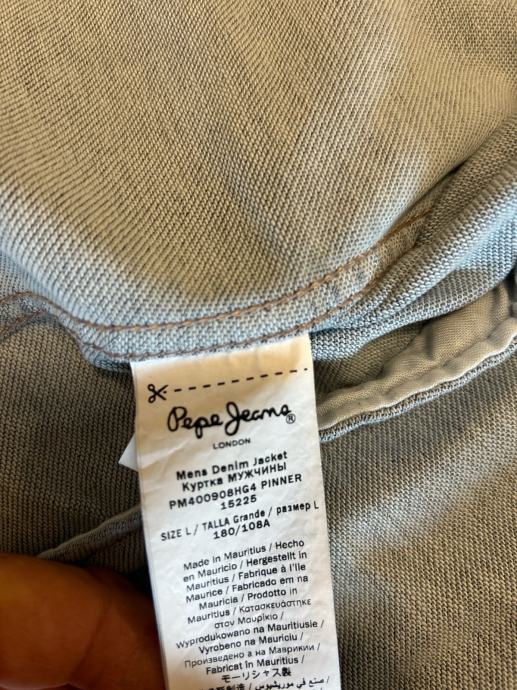 Pepe Jeans®
LONDON
Mens Denim Jacket
Куртка МУЖЧИНЫ
PM400908HG4 PINNER
15225
SIZE L / TALLA Grande / размер L
180/108A
Made in Mauritius / Hecho
en Mauricio / Hergestellt in
Mauritius / Fabriqué à l'Ile
Maurice / Fabricado em na
Mauricia / Prodotto in
Mauritius / Κατασκευάστηκε
στον Μαυρίκιο /
Wyprodukowano na Mauritiusie /
Vyrobeno na Mauriciu /
Произведено а на Маврикии /
Fabricat în Mauritius /
モーリシャス製 /
صنع في موريشيوس /